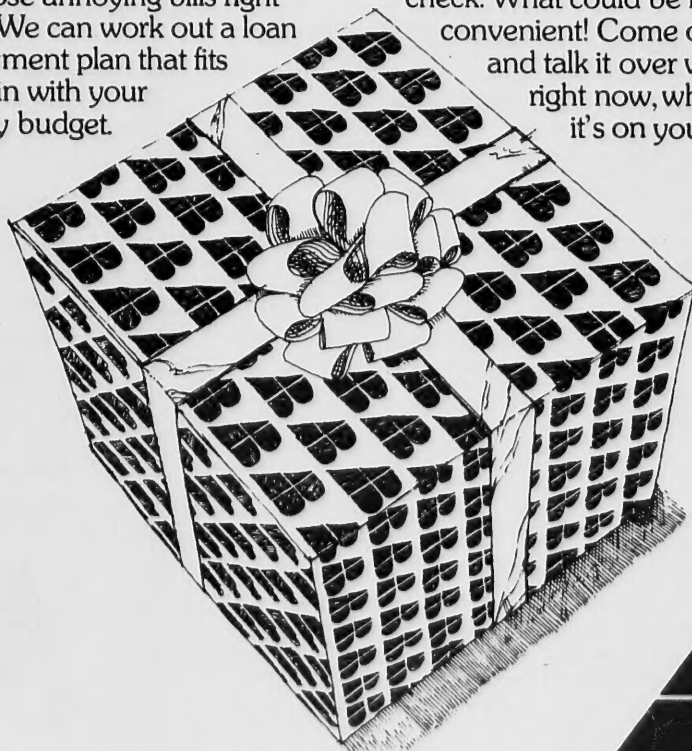 ose annoying bills right
We can work out a loan
ment plan that fits
in with your
y budget.
check. What could be
convenient! Come
and talk it over
right now, wh
it's on you